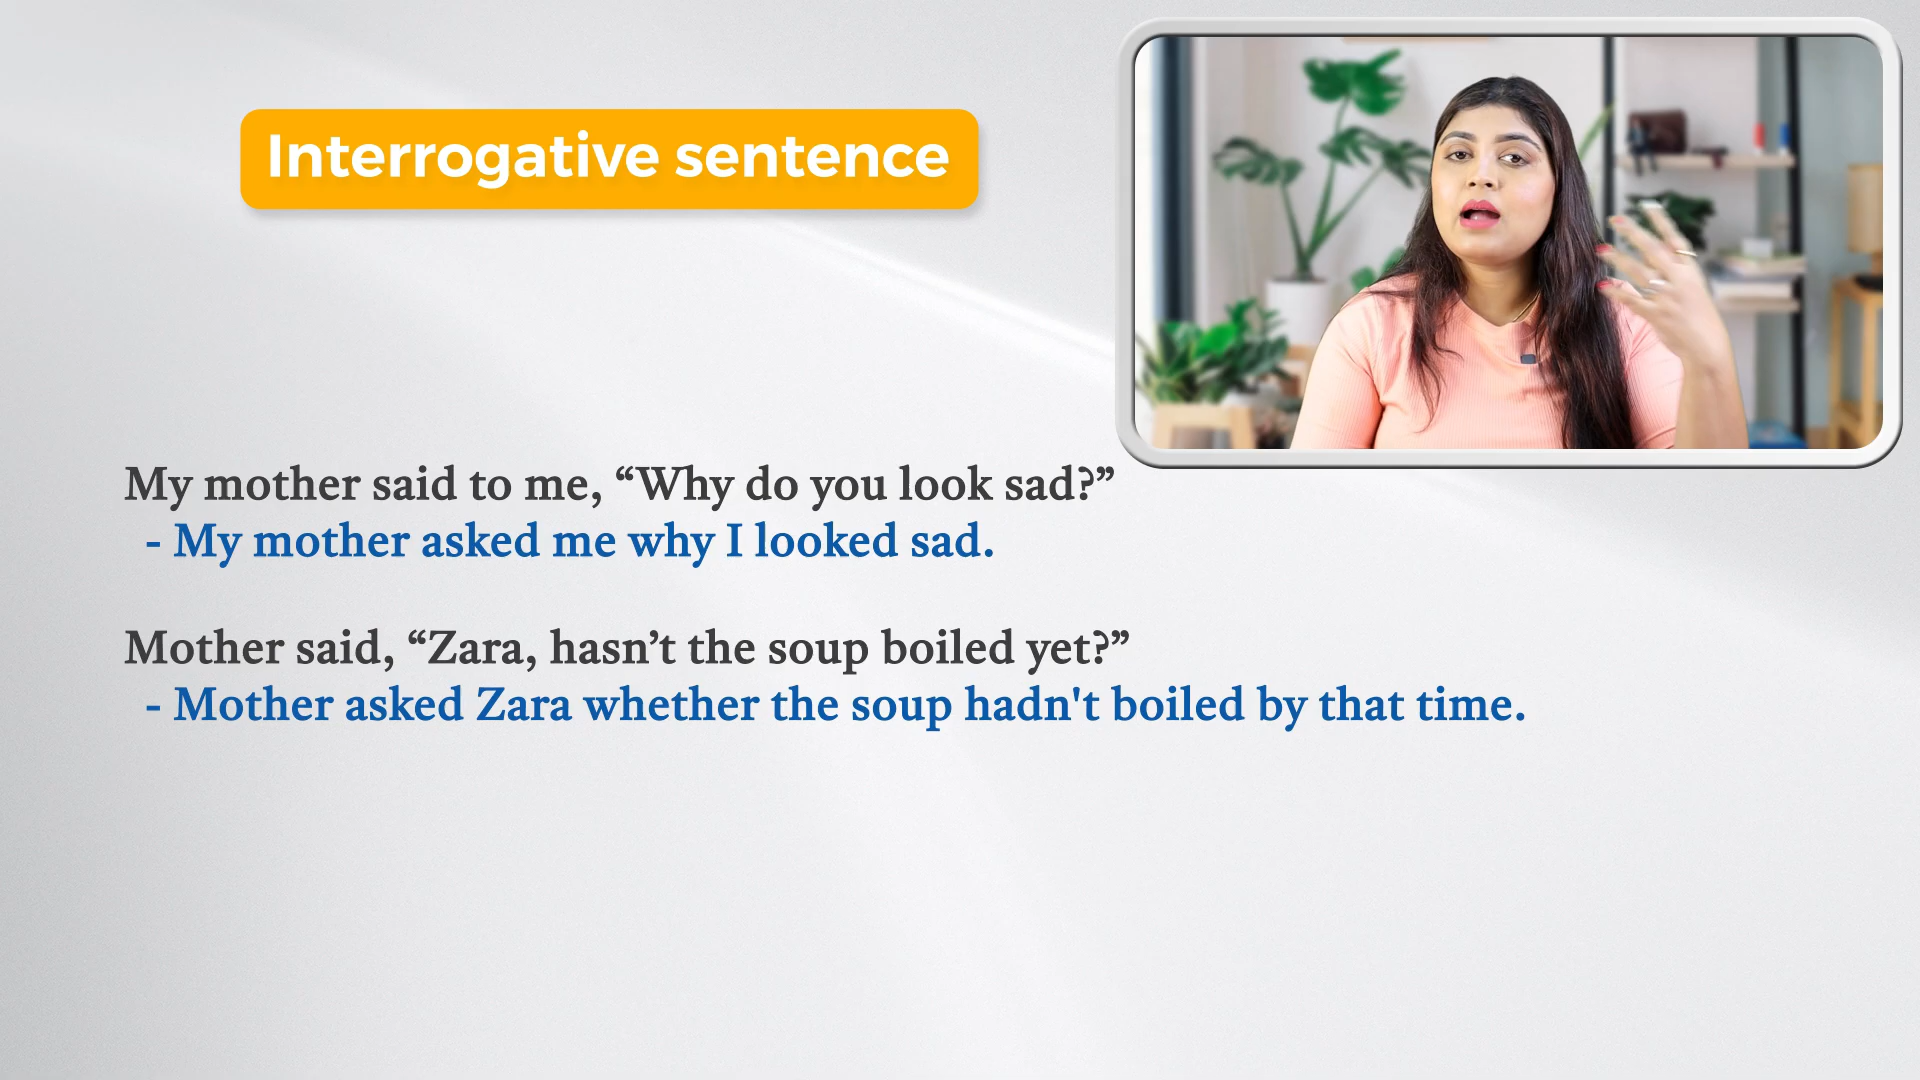 Interrogative sentence
My mother said to me, “Why do you look sad?”
- My mother asked me why I looked sad.
Mother said, “Zara, hasn’t the soup boiled yet?”
- Mother asked Zara whether the soup hadn't boiled by that time.